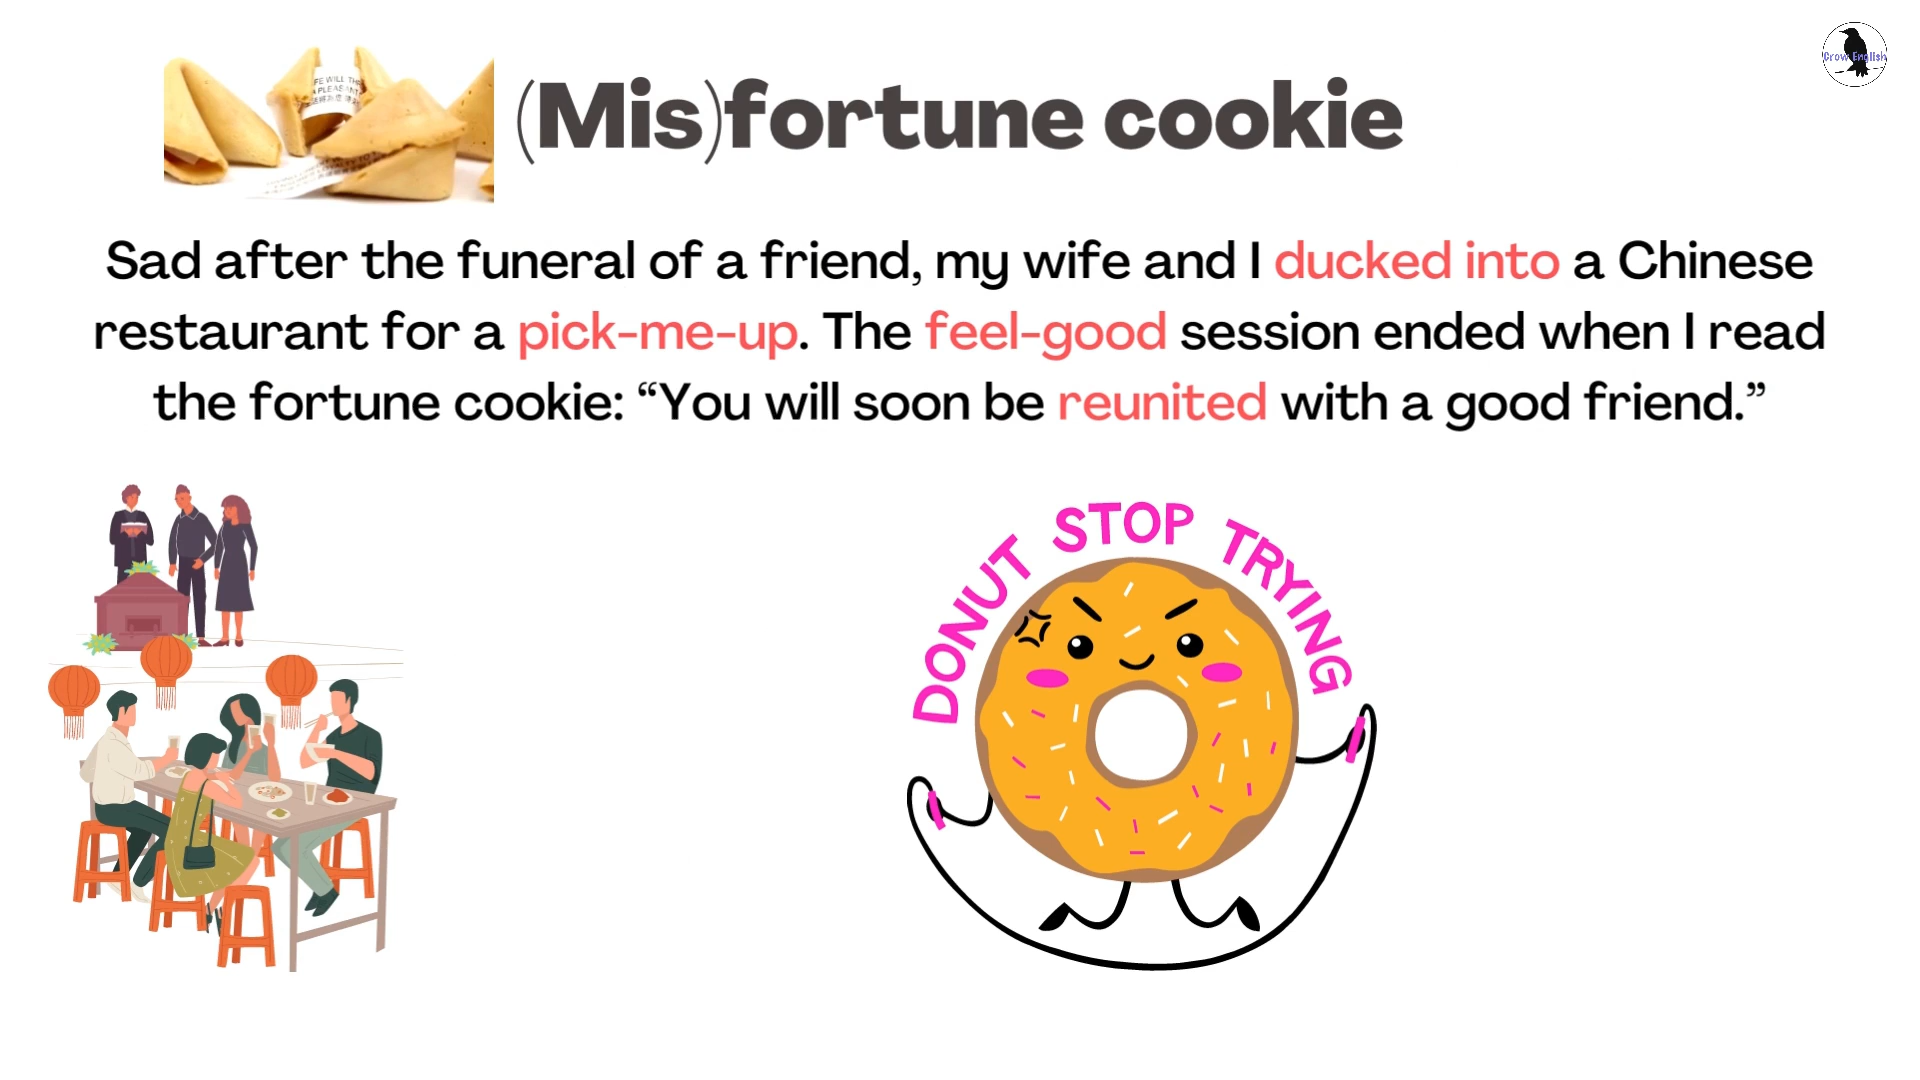 Crow English
(Mis)fortune cookie
Sad after the funeral of a friend, my wife and I ducked into a Chinese
restaurant for a pick-me-up. The feel-good session ended when I read
the fortune cookie: “You will soon be reunited with a good friend.”
DONUT STOP TRYING